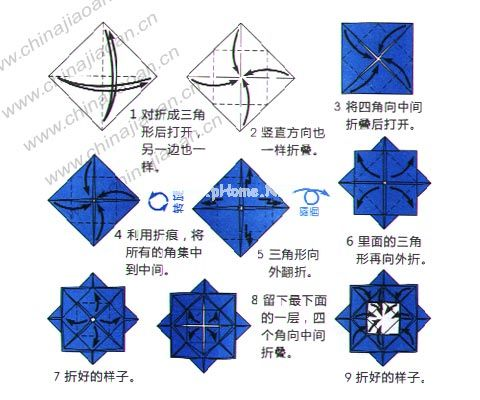 www.chinajiaoan.cn
www.chinajiaoan.cn
1 对折成三角
形后打开，
另一边也一
样。
2 竖直方向也
一样折叠。
3 将四角向中间
折叠后打开。
4 利用折痕，将
所有的角集中
到中间。
5 三角形向
外翻折。
6 里面的三角
形再向外折。
7 折好的样子。
8 留下最下面
的一层，四
个角向中间
折叠。
9 折好的样子。